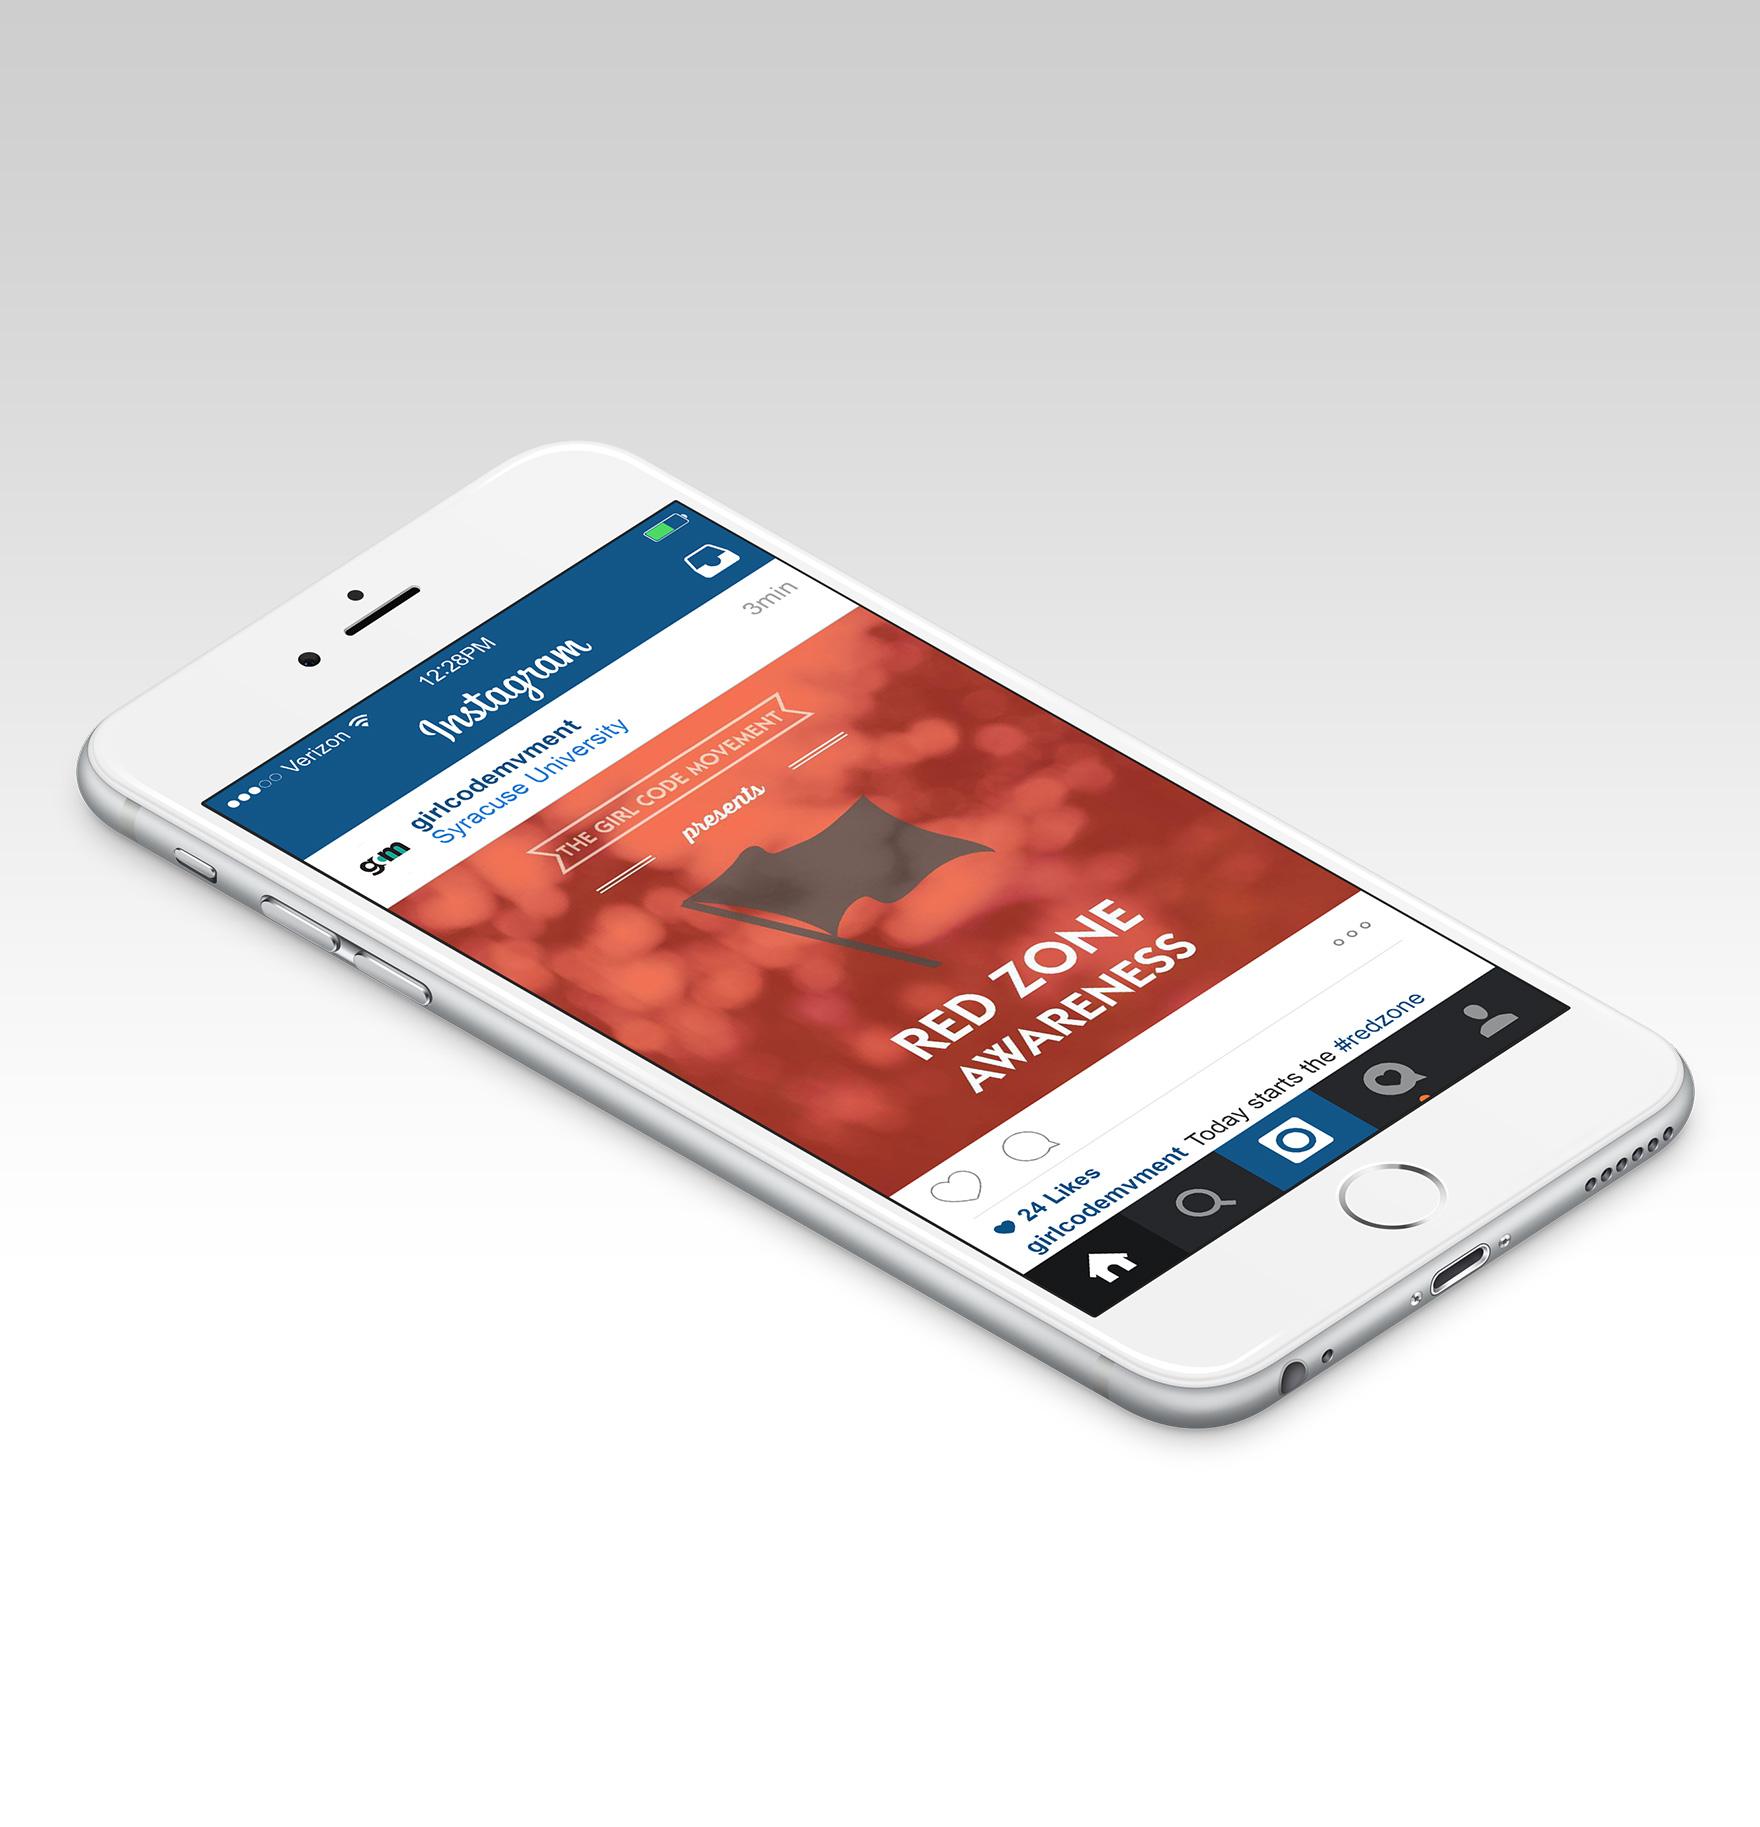 Verizon 12:28PM
Instagram
gcm
girlcodemvment
Syracuse University
3min
THE GIRL CODE MOVEMENT
presents
RED ZONE
AWARENESS
24 Likes
girlcodemvment Today starts the #redzone